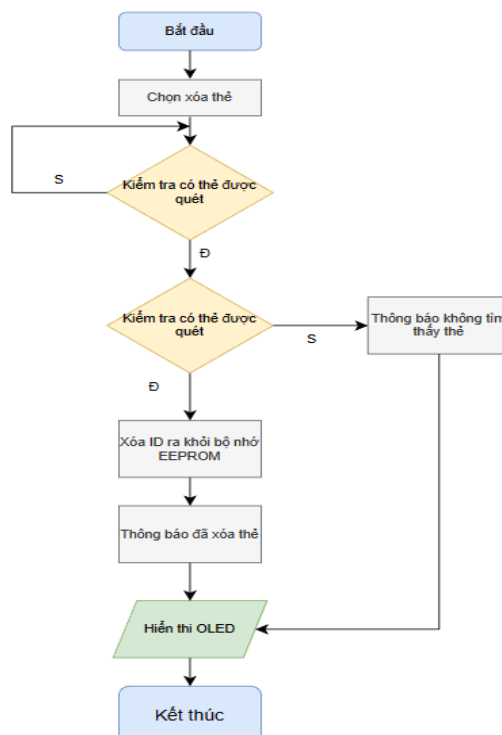 Bắt đầu
Chọn xóa thẻ
S
Kiểm tra có thẻ được
quét
Đ
Kiểm tra có thẻ được
quét
S
Thông báo không tìm
thấy thẻ
Đ
Xóa ID ra khỏi bộ nhớ
EEPROM
Thông báo đã xóa thẻ
Hiển thi OLED
Kết thúc